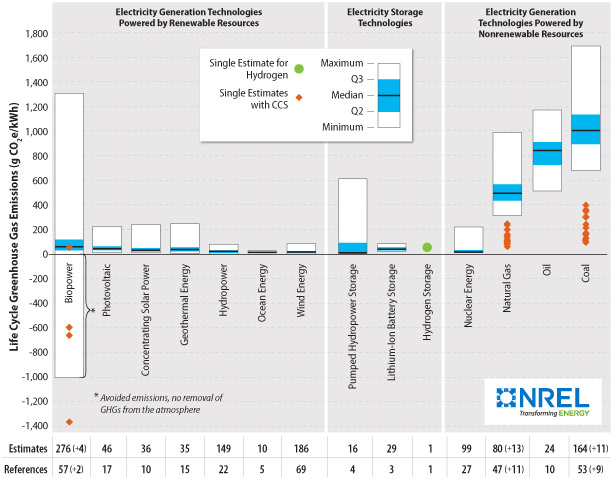 Electricity Generation Technologies
Powered by Renewable Resources
Electricity Storage
Technologies
Electricity Generation
Technologies Powered by
Nonrenewable Resources
Life Cycle Greenhouse Gas Emissions (g CO2e/kWh)
1,800
1,600
1,400
1,200
1,000
800
600
400
200
0
-200
-400
-600
-800
-1,000
-1,200
-1,400
Single Estimate for
Hydrogen
Single Estimates
with CCS
Maximum
Q3
Median
Q2
Minimum
Biopower
Photovoltaic
Concentrating Solar Power
Geothermal Energy
Hydropower
Ocean Energy
Wind Energy
Pumped Hydropower Storage
Lithium-Ion Battery Storage
Hydrogen Storage
Nuclear Energy
Natural Gas
Oil
Coal
*
* Avoided emissions, no removal of
GHGs from the atmosphere
NREL
Transforming ENERGY
Estimates 276 (+4) 46 36 35 149 10 186 16 29 1 99 80 (+13) 24 164 (+11)
References 57 (+2) 17 10 15 22 5 69 4 3 1 27 47 (+11) 10 53 (+9)